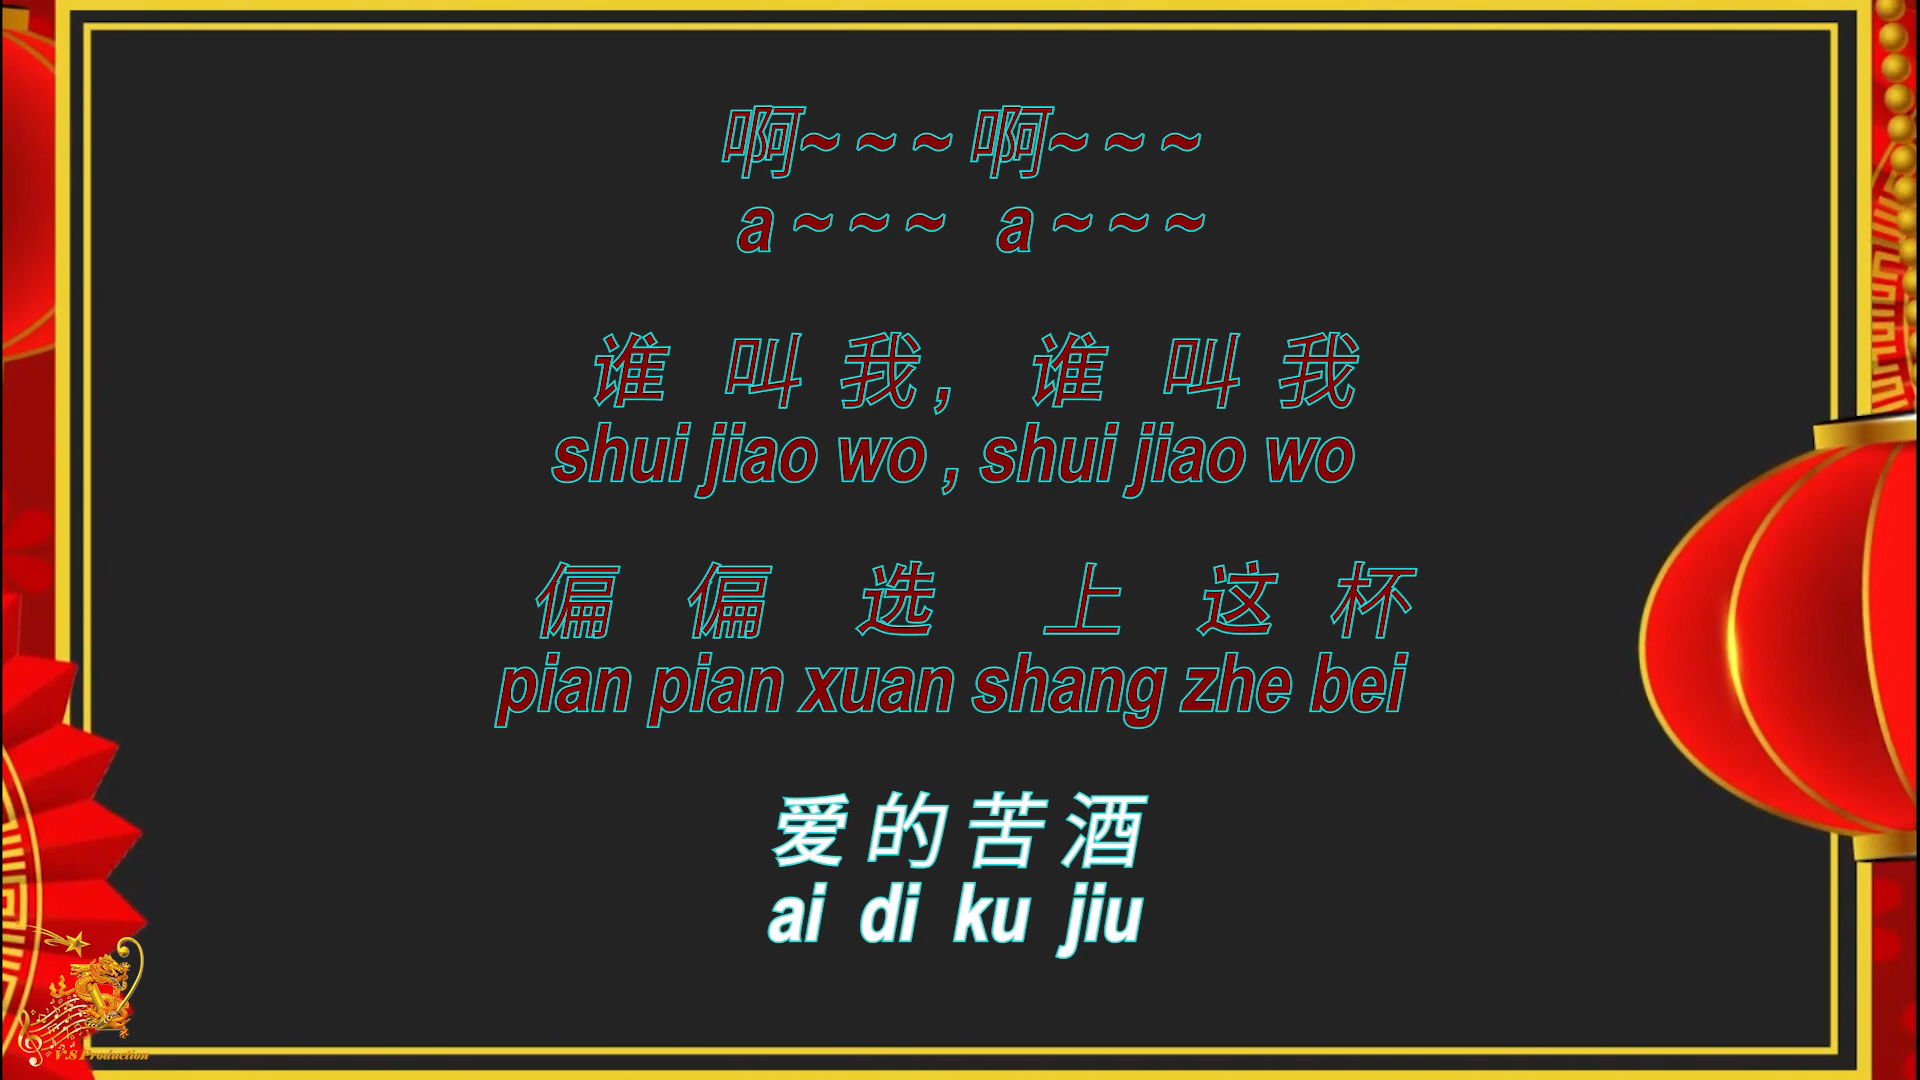 啊~ ~ ~ 啊~ ~ ~
a ~ ~ ~ a ~ ~ ~
谁 叫 我 , 谁 叫 我
shui jiao wo , shui jiao wo
偏 偏 选 上 这 杯
pian pian xuan shang zhe bei
爱 的 苦 酒
ai di ku jiu
V.S Production